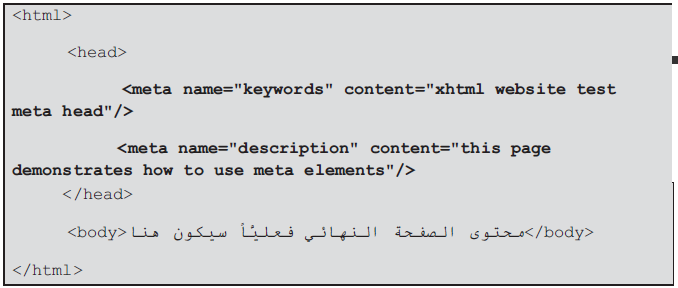 <html>
<head>
<meta name="keywords" content="xhtml website test
meta head"/>
<meta name="description" content="this page
demonstrates how to use meta elements"/>
</head>
<body>محتوى الصفحة النهائي فعليًّاً سيكون هنا</body>
</html>